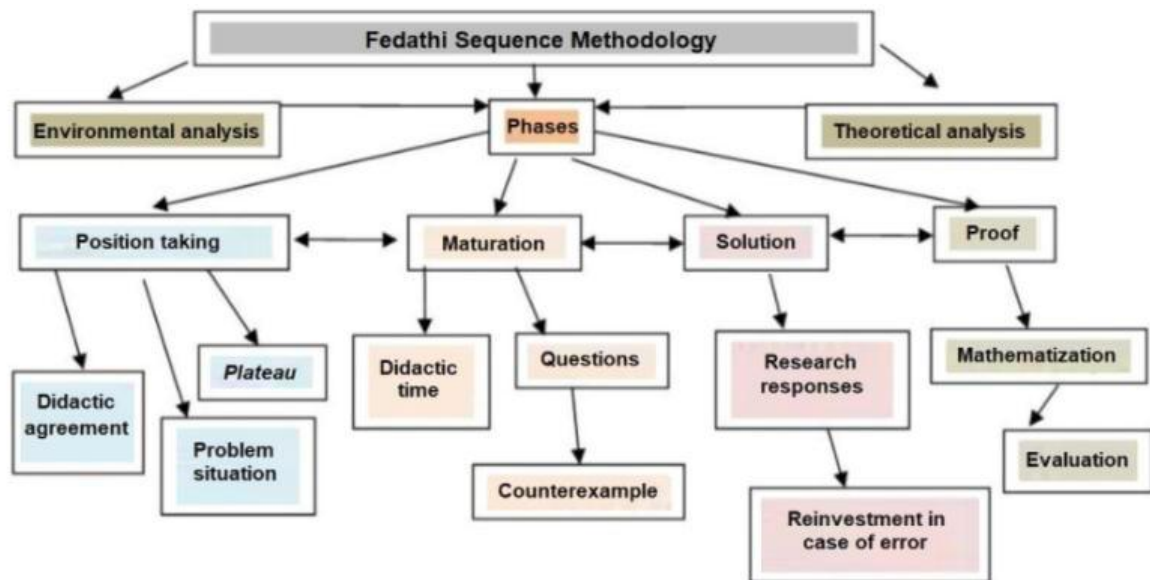 Fedathi Sequence Methodology
Environmental analysis
Phases
Theoretical analysis
Position taking
Maturation
Solution
Proof
Didactic
agreement
Problem
situation
Plateau
Didactic
time
Questions
Counterexample
Research
responses
Reinvestment in
case of error
Mathematization
Evaluation